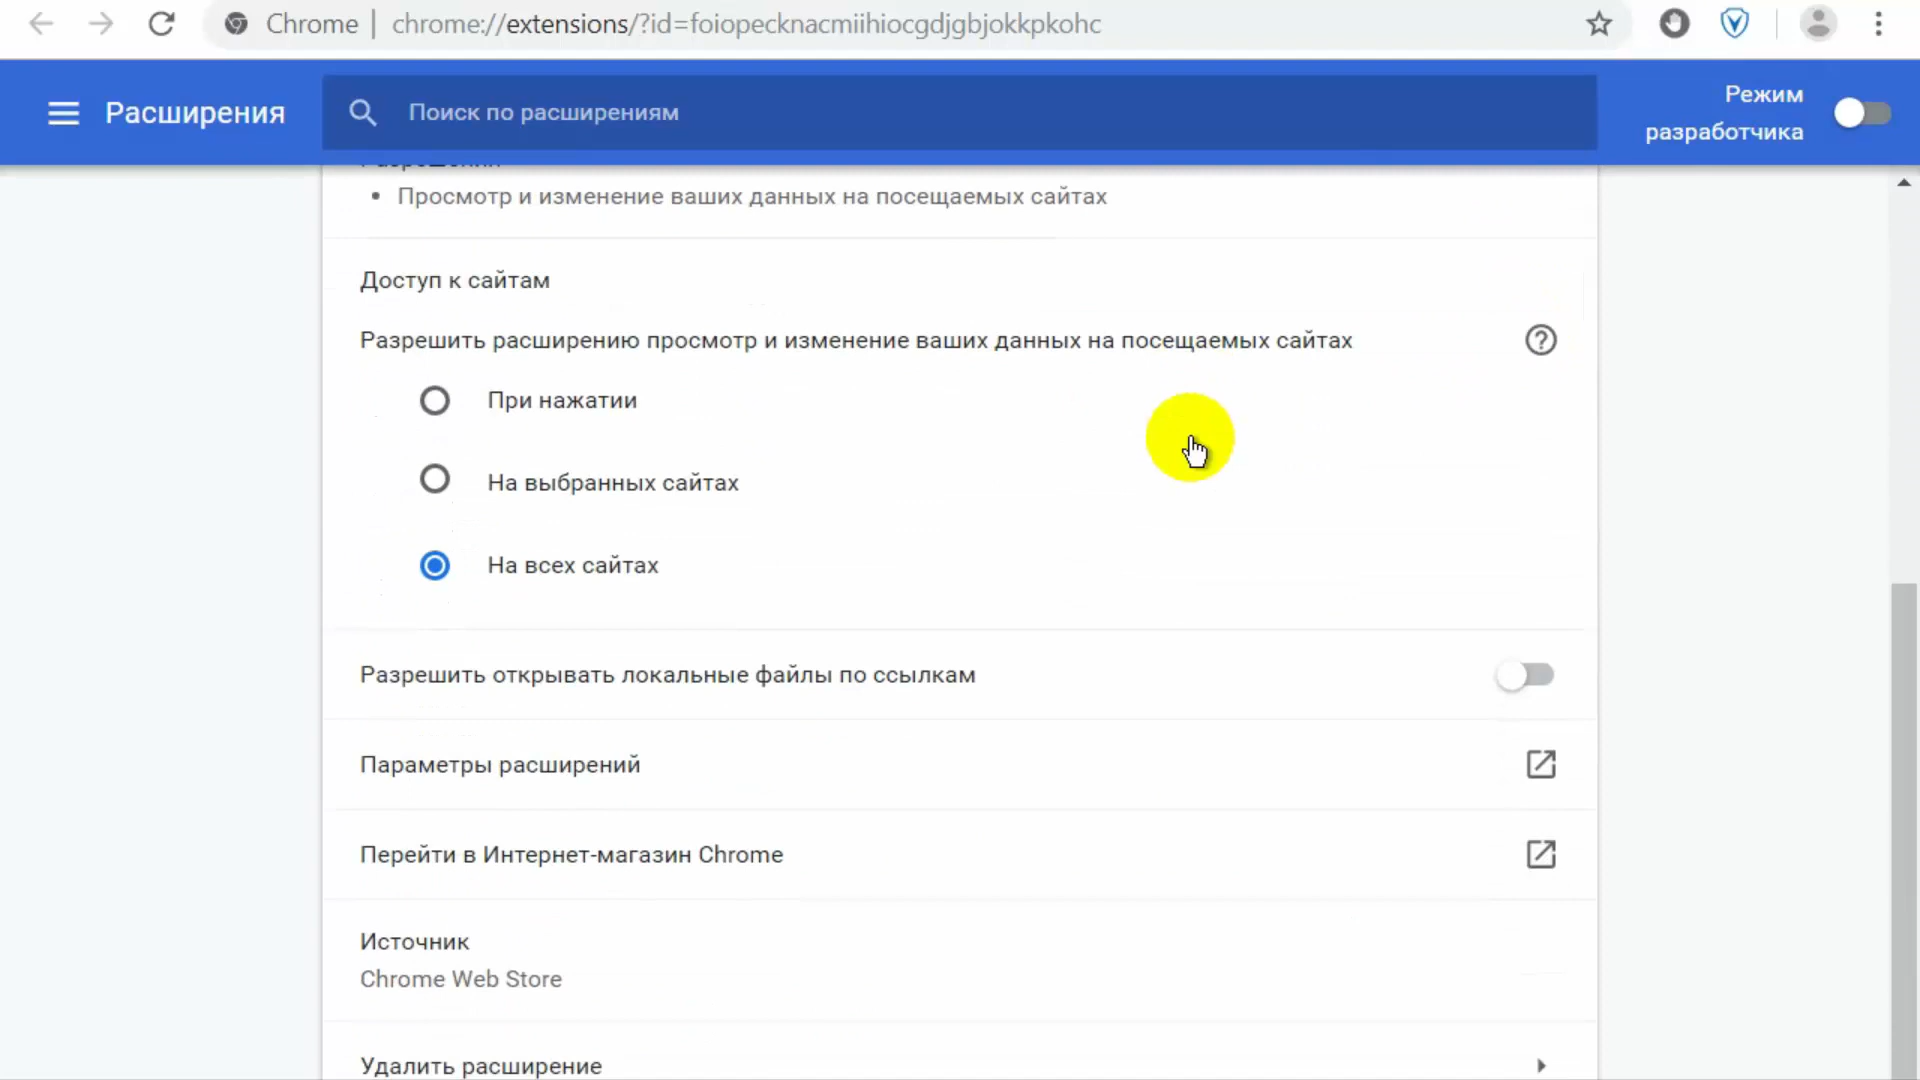 Chrome | chrome://extensions/?id=foiopecknacmiihiocgdjgbjokkpkohc
Расширения
Поиск по расширениям
Режим
разработчика
Разрешения
• Просмотр и изменение ваших данных на посещаемых сайтах
Доступ к сайтам
Разрешить расширению просмотр и изменение ваших данных на посещаемых сайтах
При нажатии
На выбранных сайтах
На всех сайтах
Разрешить открывать локальные файлы по ссылкам
Параметры расширений
Перейти в Интернет-магазин Chrome
Источник
Chrome Web Store
Удалить расширение